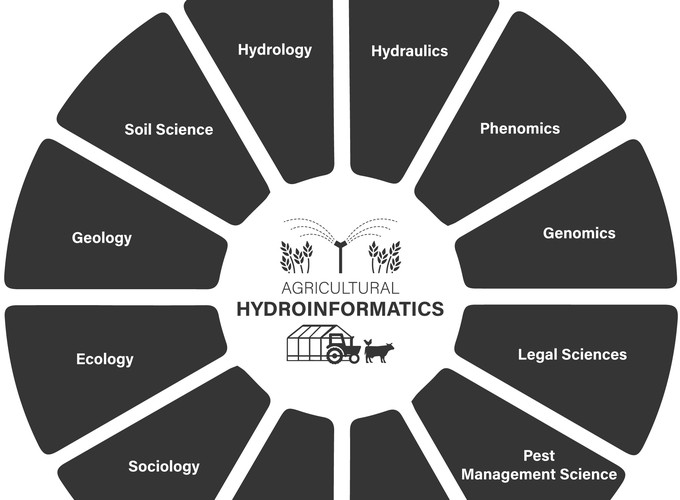 Hydrology
Hydraulics
Soil Science
Phenomics
Geology
Genomics
AGRICULTURAL
HYDROINFORMATICS
Ecology
Legal Sciences
Sociology
Pest
Management Science